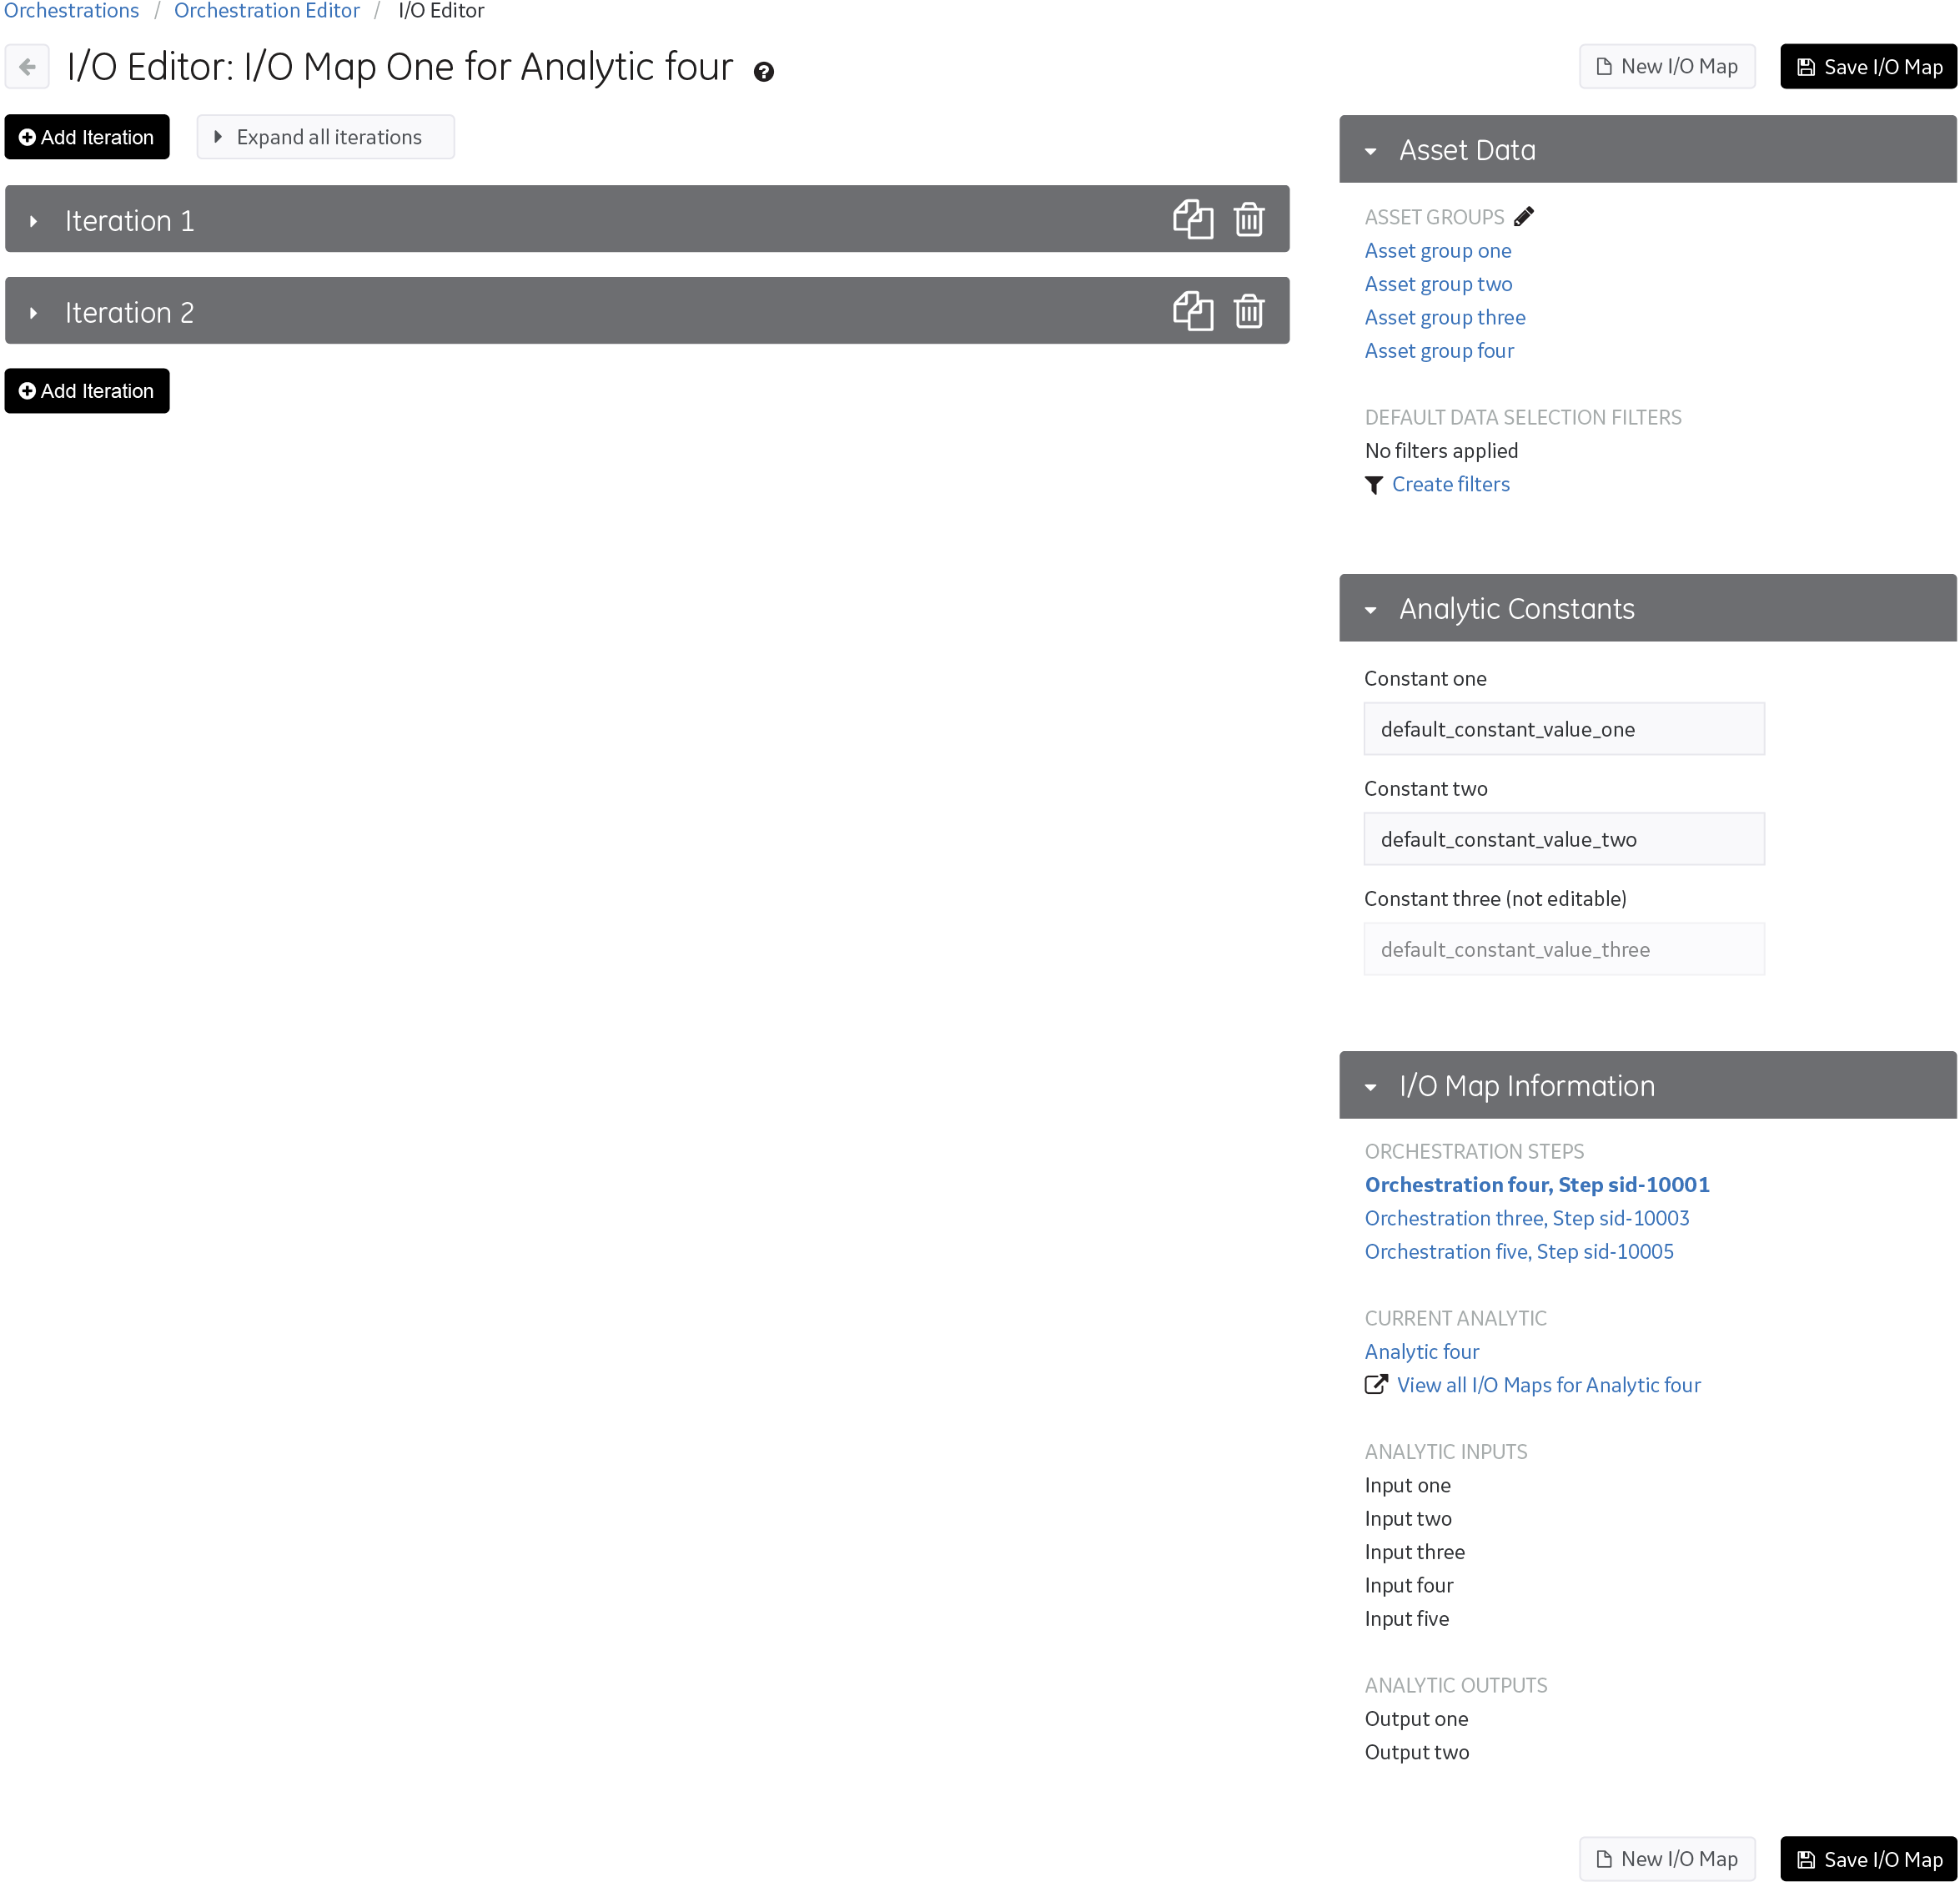 Orchestrations / Orchestration Editor / I/O Editor
I/O Editor: I/O Map One for Analytic four
New I/O Map
Save I/O Map
Add Iteration
Expand all iterations
Iteration 1
Iteration 2
Add Iteration
Asset Data
ASSET GROUPS
Asset group one
Asset group two
Asset group three
Asset group four
DEFAULT DATA SELECTION FILTERS
No filters applied
Create filters
Analytic Constants
Constant one
default_constant_value_one
Constant two
default_constant_value_two
Constant three (not editable)
default_constant_value_three
I/O Map Information
ORCHESTRATION STEPS
Orchestration four, Step sid-10001
Orchestration three, Step sid-10003
Orchestration five, Step sid-10005
CURRENT ANALYTIC
Analytic four
View all I/O Maps for Analytic four
ANALYTIC INPUTS
Input one
Input two
Input three
Input four
Input five
ANALYTIC OUTPUTS
Output one
Output two
New I/O Map
Save I/O Map